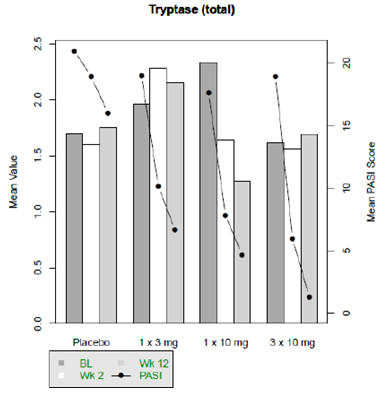 Tryptase (total)
2.5
2.0
1.5
1.0
0.5
0.0
Mean Value
20
15
10
5
0
Mean PASI Score
Placebo
1 x 3 mg
1 x 10 mg
3 x 10 mg
BL
Wk 12
Wk 2
PASI